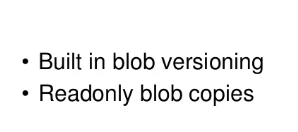 • Built in blob versioning
• Readonly blob copies